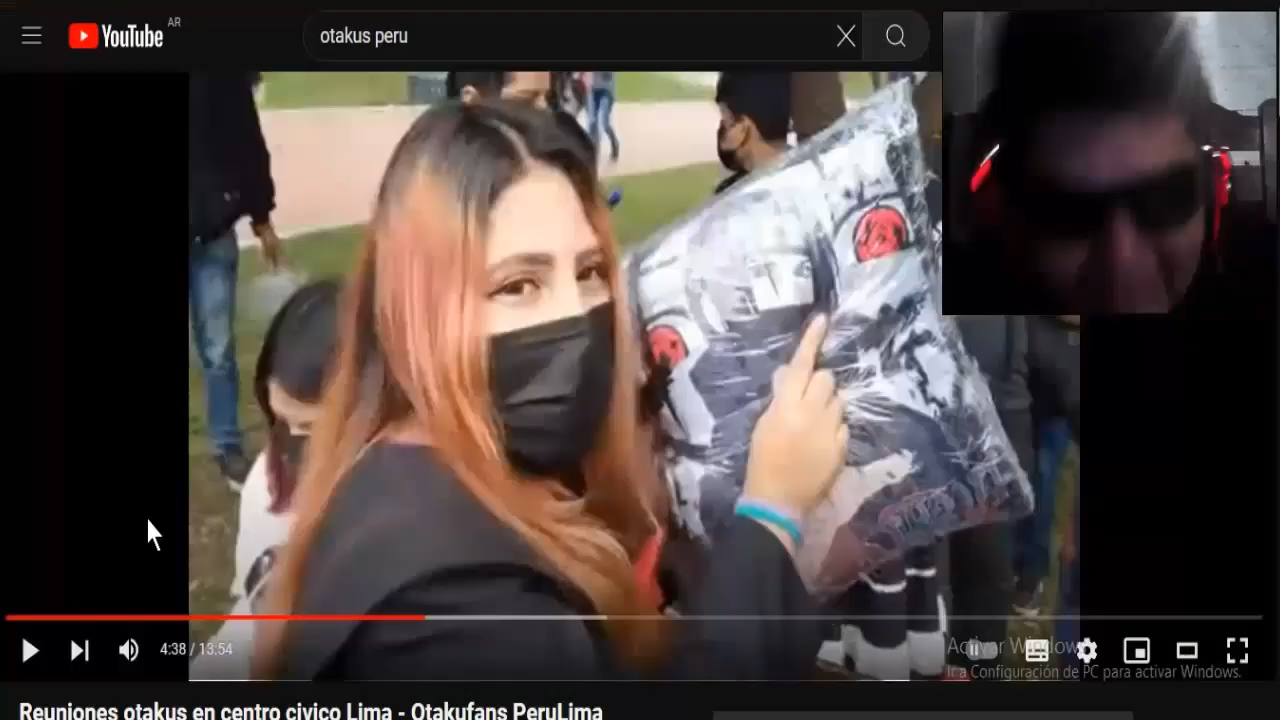 YouTube AR
otakus peru
4:38 / 13:54
Activar Windows
Ir a Configuración de PC para activar Windows.
Reuniones otakus en centro civico Lima - Otakufans PeruLima